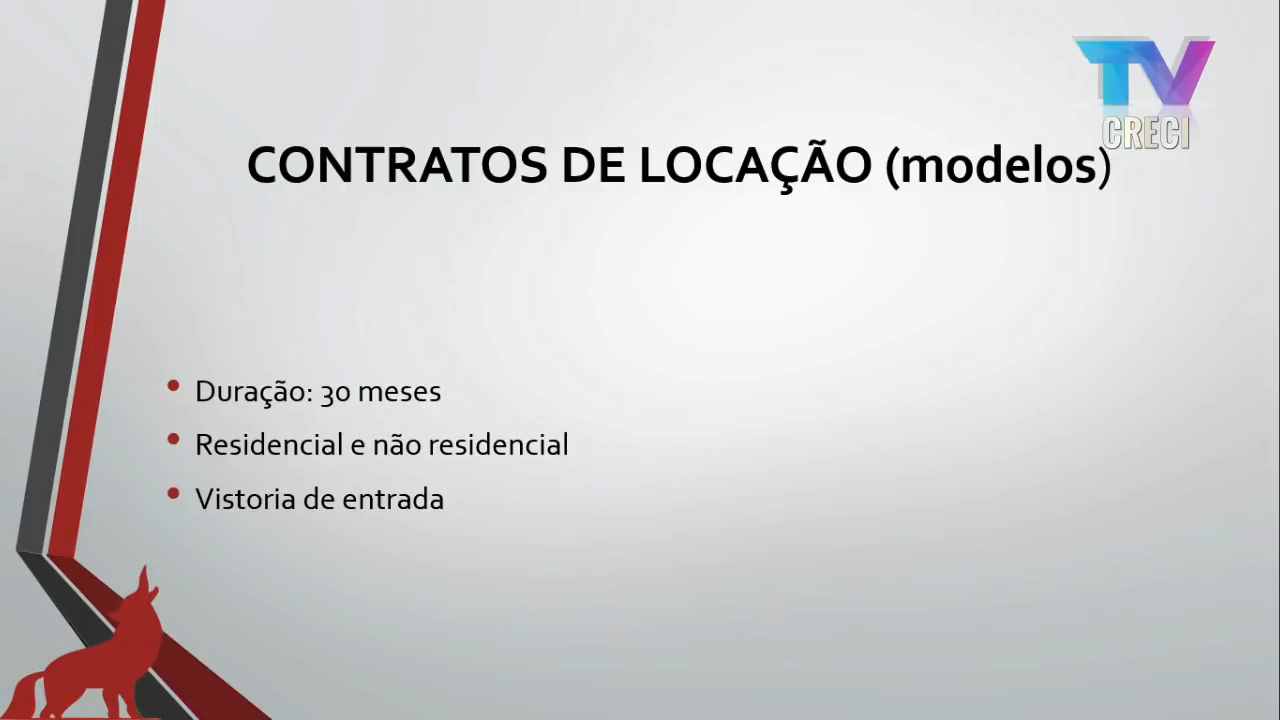 TV
CRECI
CONTRATOS DE LOCAÇÃO (modelos)
• Duração: 30 meses
• Residencial e não residencial
• Vistoria de entrada